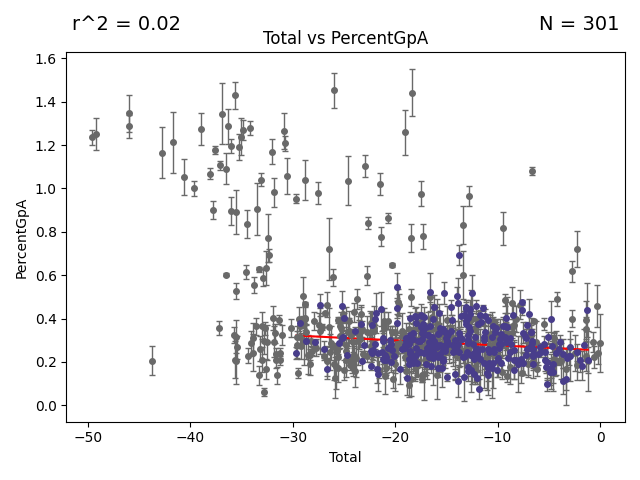 r^2 = 0.02
N = 301
Total vs PercentGpA
PercentGpA
1.6
1.4
1.2
1.0
0.8
0.6
0.4
0.2
0.0
−50 −40 −30 −20 −10 0
Total